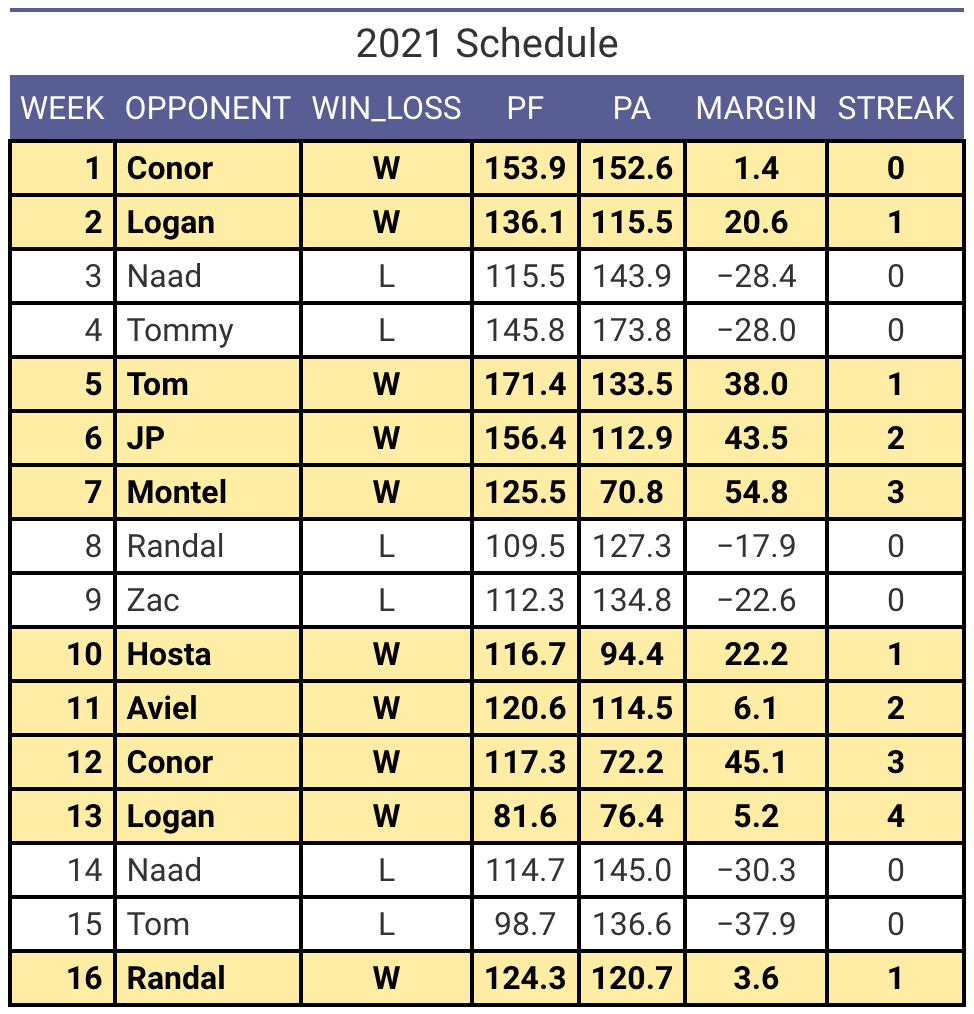 2021 Schedule
WEEK OPPONENT WIN_LOSS PF PA MARGIN STREAK
1 Conor W 153.9 152.6 1.4 0
2 Logan W 136.1 115.5 20.6 1
3 Naad L 115.5 143.9 −28.4 0
4 Tommy L 145.8 173.8 −28.0 0
5 Tom W 171.4 133.5 38.0 1
6 JP W 156.4 112.9 43.5 2
7 Montel W 125.5 70.8 54.8 3
8 Randal L 109.5 127.3 −17.9 0
9 Zac L 112.3 134.8 −22.6 0
10 Hosta W 116.7 94.4 22.2 1
11 Aviel W 120.6 114.5 6.1 2
12 Conor W 117.3 72.2 45.1 3
13 Logan W 81.6 76.4 5.2 4
14 Naad L 114.7 145.0 −30.3 0
15 Tom L 98.7 136.6 −37.9 0
16 Randal W 124.3 120.7 3.6 1